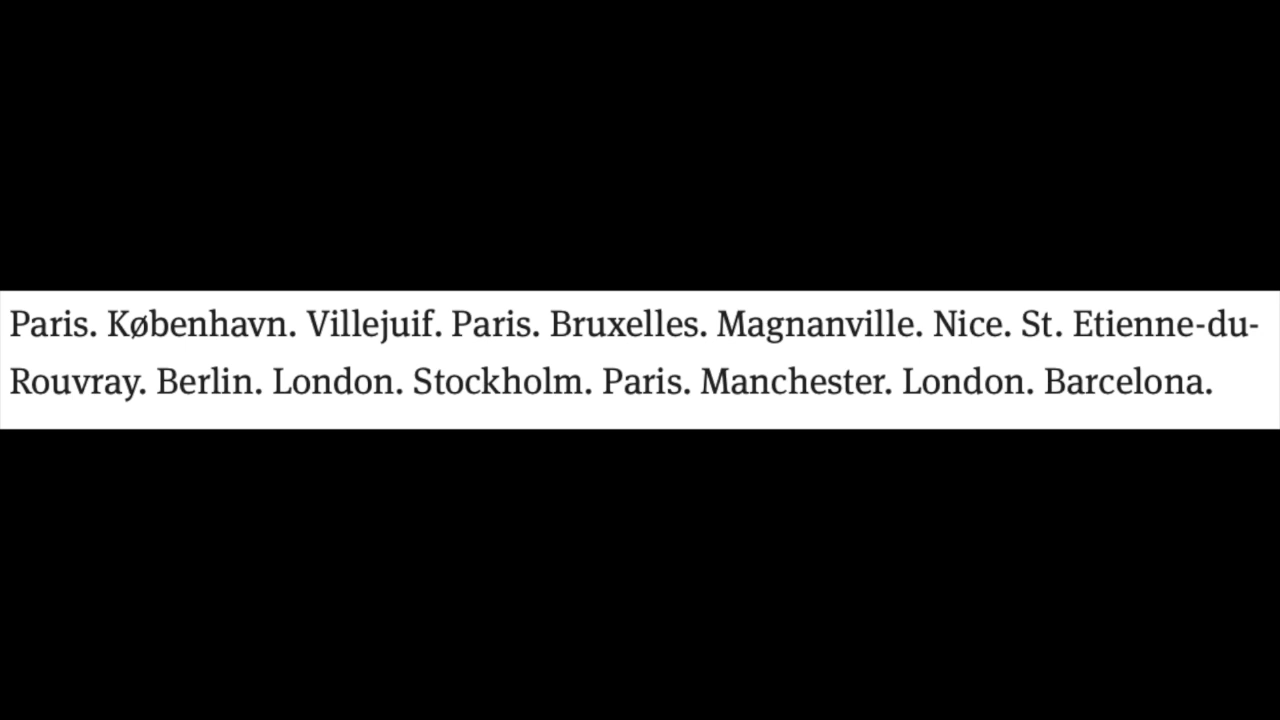 Paris. København. Villejuif. Paris. Bruxelles. Magnanville. Nice. St. Etienne-du-
Rouvray. Berlin. London. Stockholm. Paris. Manchester. London. Barcelona.